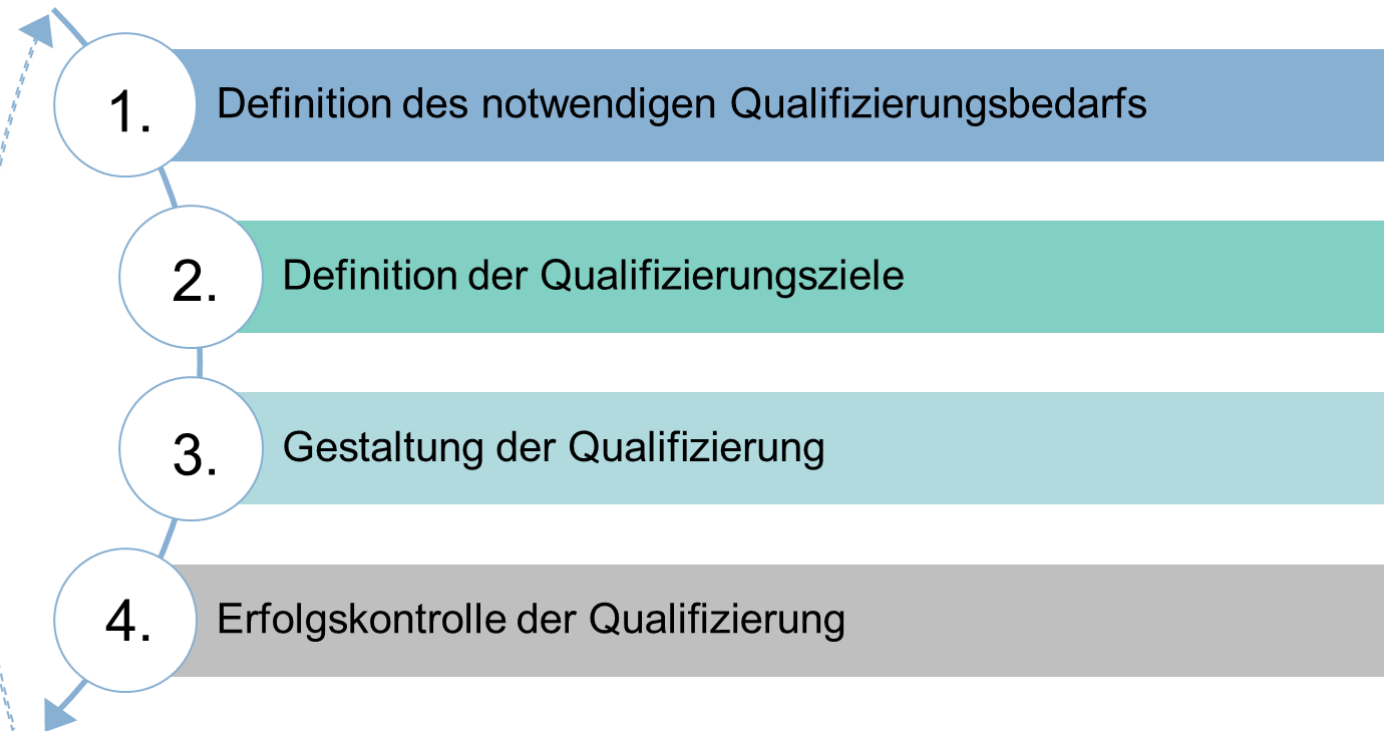 1. Definition des notwendigen Qualifizierungsbedarfs
2. Definition der Qualifizierungsziele
3. Gestaltung der Qualifizierung
4. Erfolgskontrolle der Qualifizierung